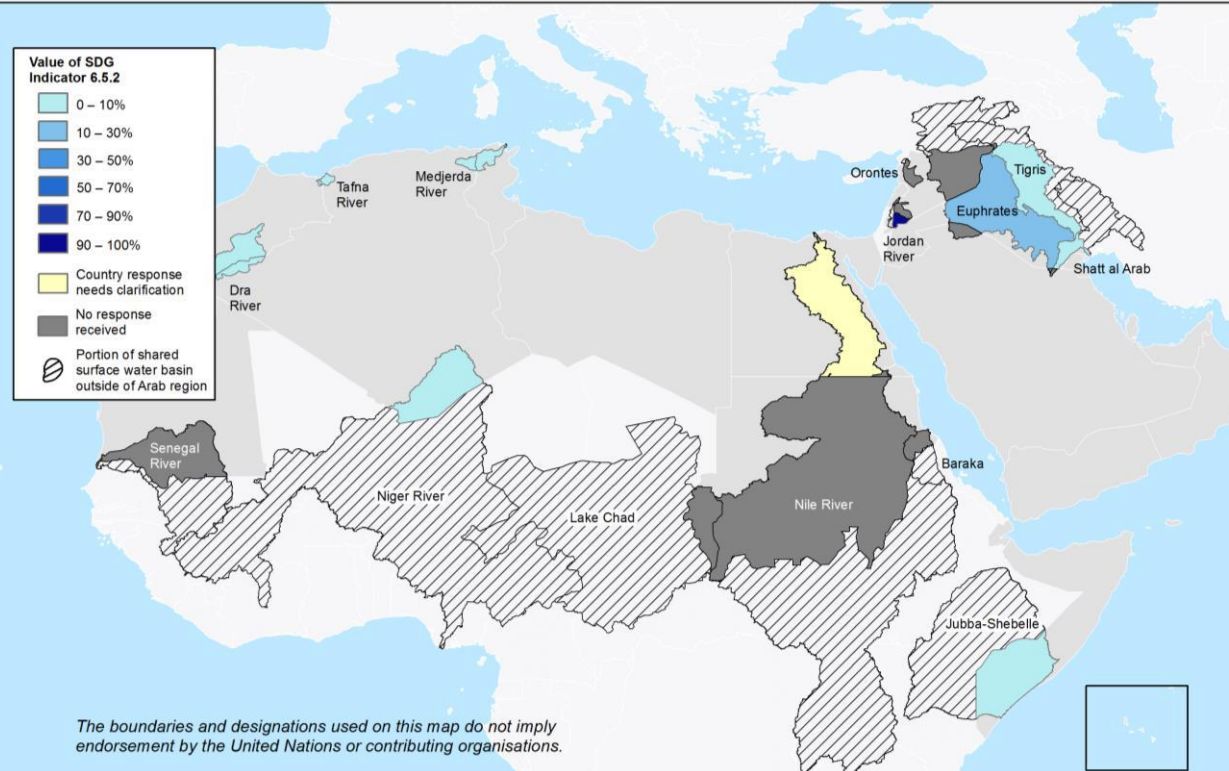 Value of SDG
Indicator 6.5.2
0 – 10%
10 – 30%
30 – 50%
50 – 70%
70 – 90%
90 – 100%
Country response
needs clarification
No response
received
Portion of shared
surface water basin
outside of Arab region
Tafna
River
Medjerda
River
Dra
River
Orontes
Tigris
Euphrates
Jordan
River
Shatt al Arab
Senegal
River
Niger River
Lake Chad
Nile River
Baraka
Jubba-Shebelle
The boundaries and designations used on this map do not imply
endorsement by the United Nations or contributing organisations.